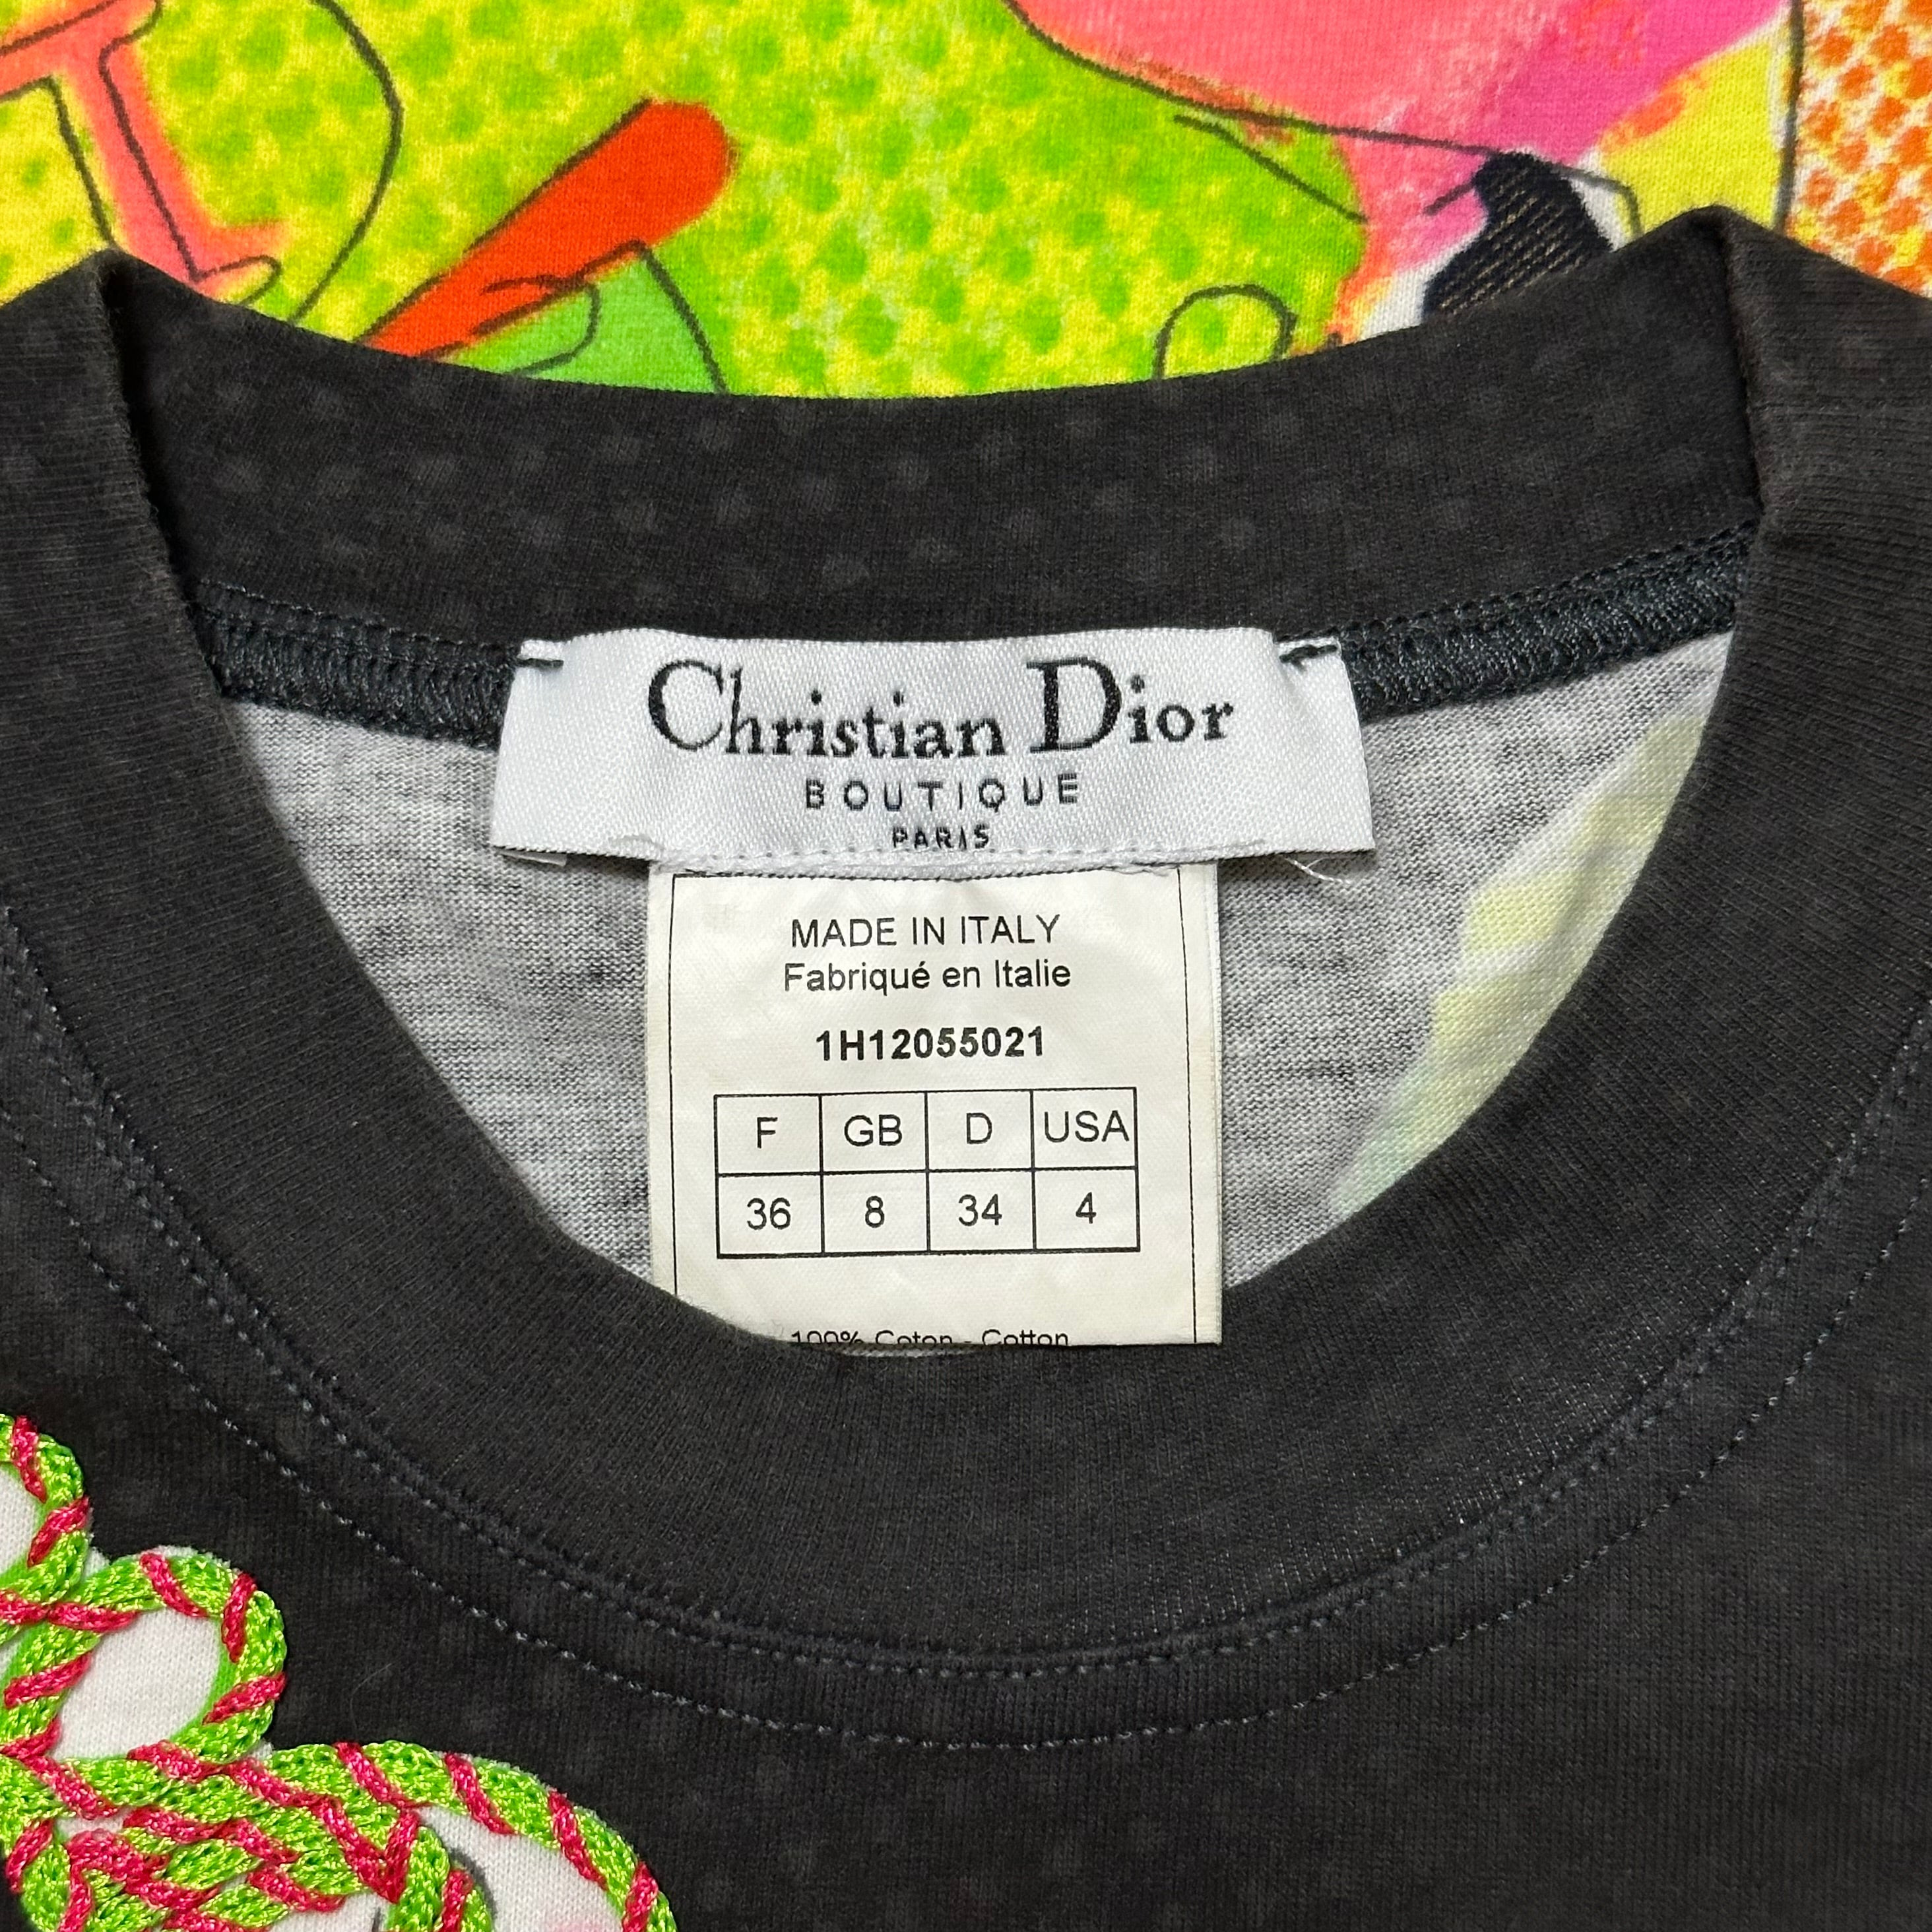 Christian Dior
BOUTIQUE
PARIS
MADE IN ITALY
Fabriqué en Italie
1H12055021
F GB D USA
36 8 34 4
100% Coton - Cotton